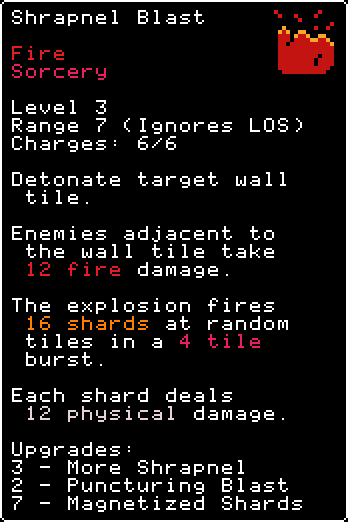 Shrapnel Blast
Fire
Sorcery
Level 3
Range 7 (Ignores LOS)
Charges: 6/6
Detonate target wall
tile.
Enemies adjacent to
the wall tile take
12 fire damage.
The explosion fires
16 shards at random
tiles in a 4 tile
burst.
Each shard deals
12 physical damage.
Upgrades:
3 - More Shrapnel
2 - Puncturing Blast
7 - Magnetized Shards